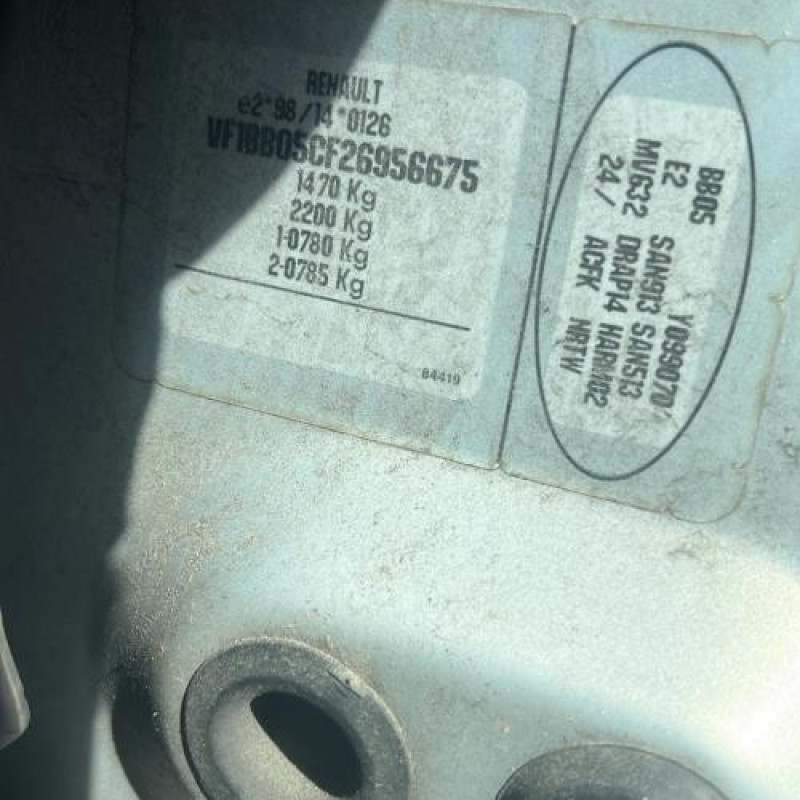 RENAULT
e2*98/14*0126
VF1BB05CF26956675
1470 Kg
2200 Kg
1-0780 Kg
2-0785 Kg
84419
BB05 Y099070
E2 SAN913 SAN513
MV632 DRAP14 HARM02
24/ ACFK NRTW